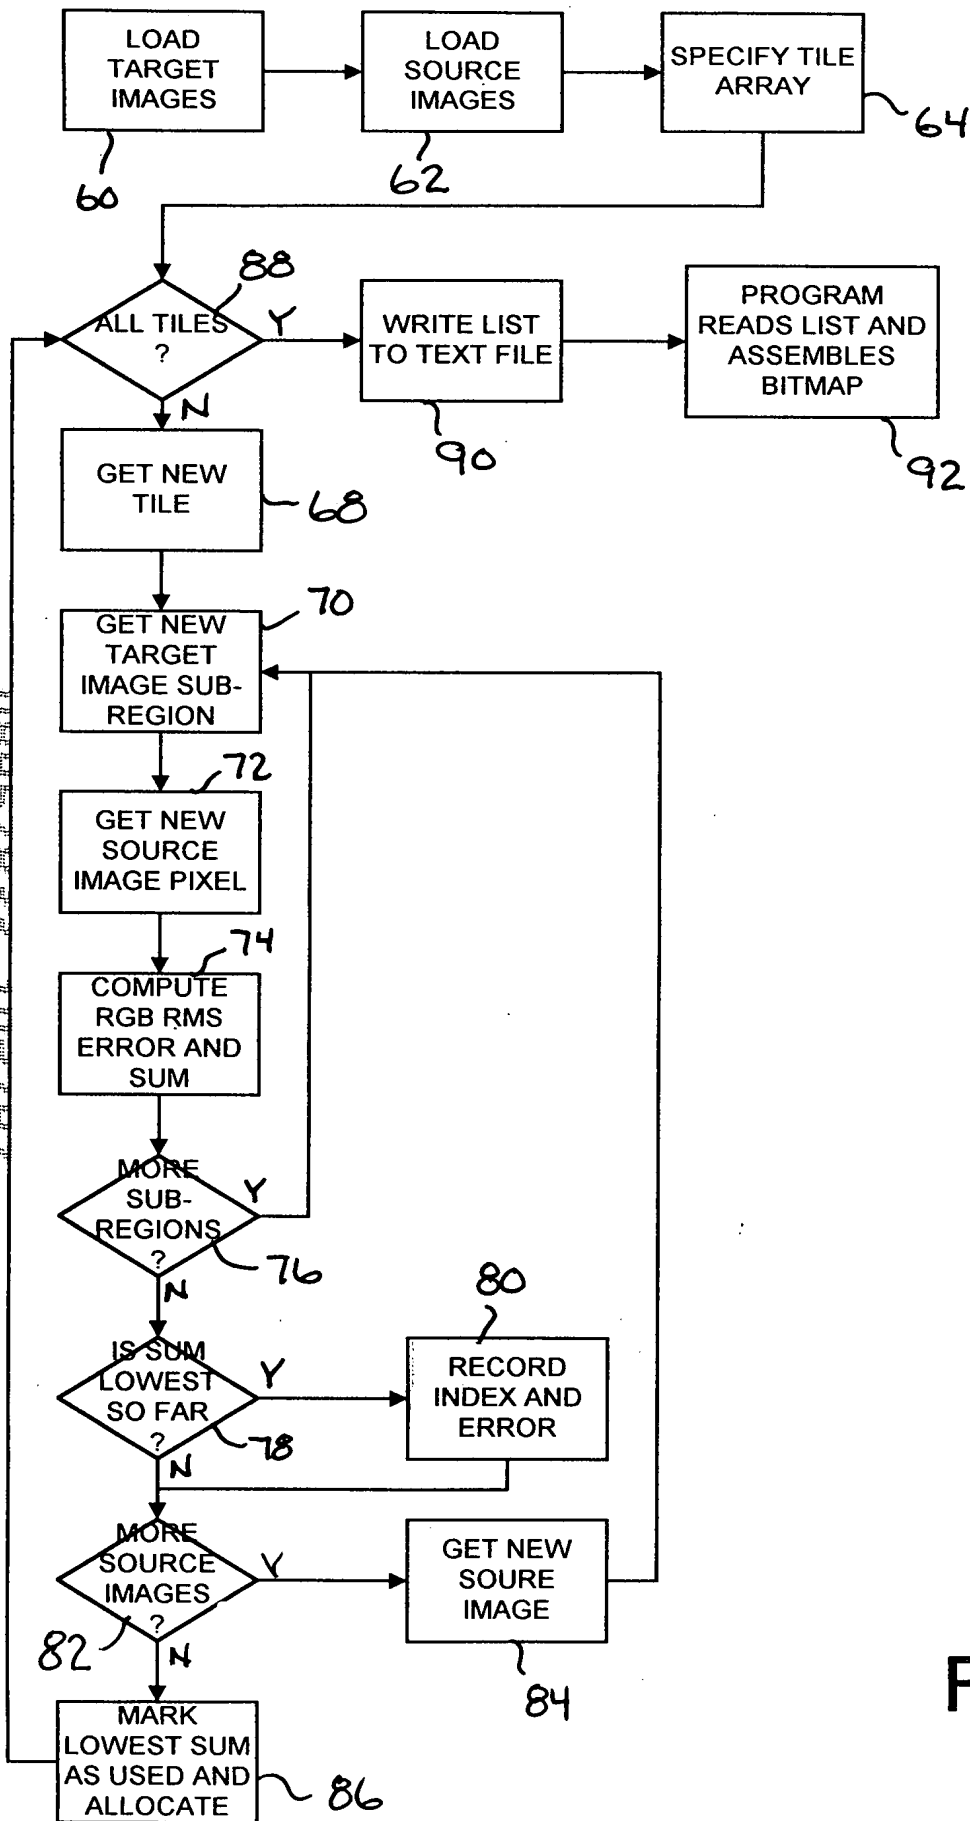 LOAD
TARGET
IMAGES
LOAD
SOURCE
IMAGES
SPECIFY TILE
ARRAY
60
62
64
88
ALL TILES
?
Y
N
WRITE LIST
TO TEXT FILE
90
PROGRAM
READS LIST AND
ASSEMBLES
BITMAP
92
GET NEW
TILE
68
70
GET NEW
TARGET
IMAGE SUB-
REGION
72
GET NEW
SOURCE
IMAGE PIXEL
74
COMPUTE
RGB RMS
ERROR AND
SUM
MORE
SUB-
REGIONS
?
Y
76
N
IS SUM
LOWEST
SO FAR
?
Y
78
N
80
RECORD
INDEX AND
ERROR
MORE
SOURCE
IMAGES
?
Y
82
N
GET NEW
SOURE
IMAGE
84
MARK
LOWEST SUM
AS USED AND
ALLOCATE
86
F